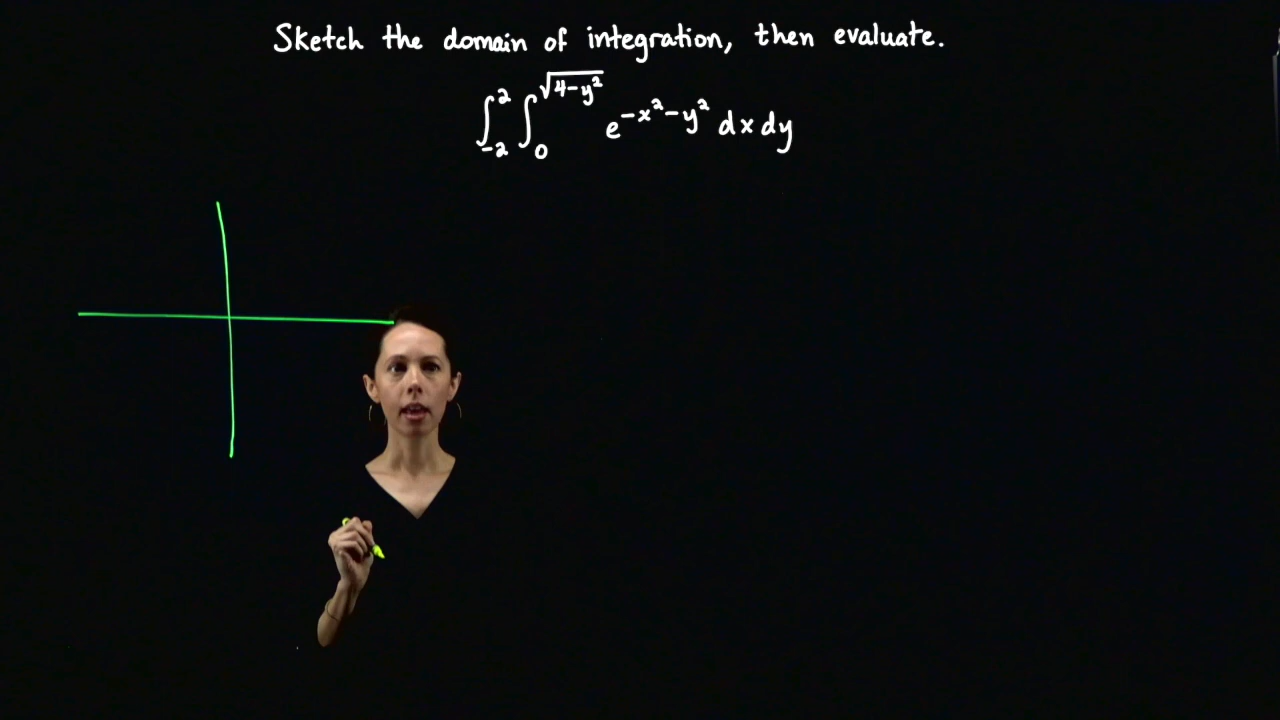 Sketch the domain of integration, then evaluate.
∫_{-2}^{2} ∫_{0}^{√(4-y²)} e^{-x²-y²} dx dy